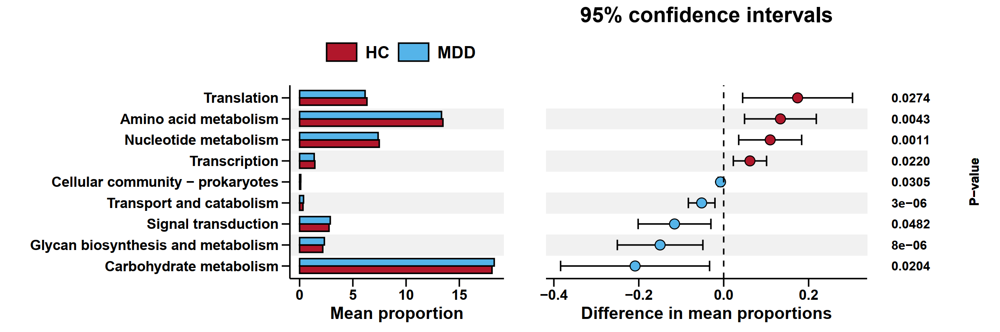 95% confidence intervals
HC MDD
Translation 0.0274
Amino acid metabolism 0.0043
Nucleotide metabolism 0.0011
Transcription 0.0220
Cellular community − prokaryotes 0.0305
Transport and catabolism 3e−06
Signal transduction 0.0482
Glycan biosynthesis and metabolism 8e−06
Carbohydrate metabolism 0.0204
P−value
0 5 10 15 −0.4 −0.2 0.0 0.2
Mean proportion Difference in mean proportions